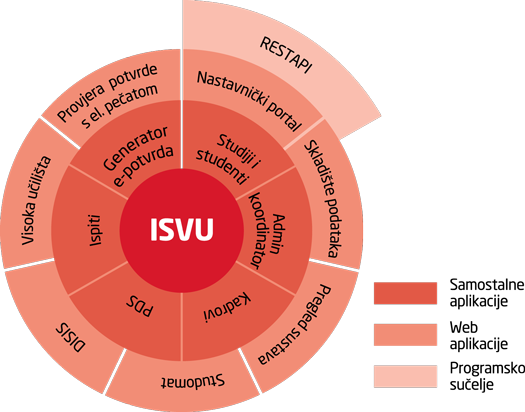 RESTAPI
Provjera potvrde
s el. pečatom
Nastavnički portal
Generator
e-potvrda
Studiji i
studenti
Skladište podataka
Visoka učilišta
Ispiti
ISVU
Admin
koordinator
PDS
Kadrovi
Pregled sustava
DISIS
Studomat
Samostalne
aplikacije
Web
aplikacije
Programsko
sučelje